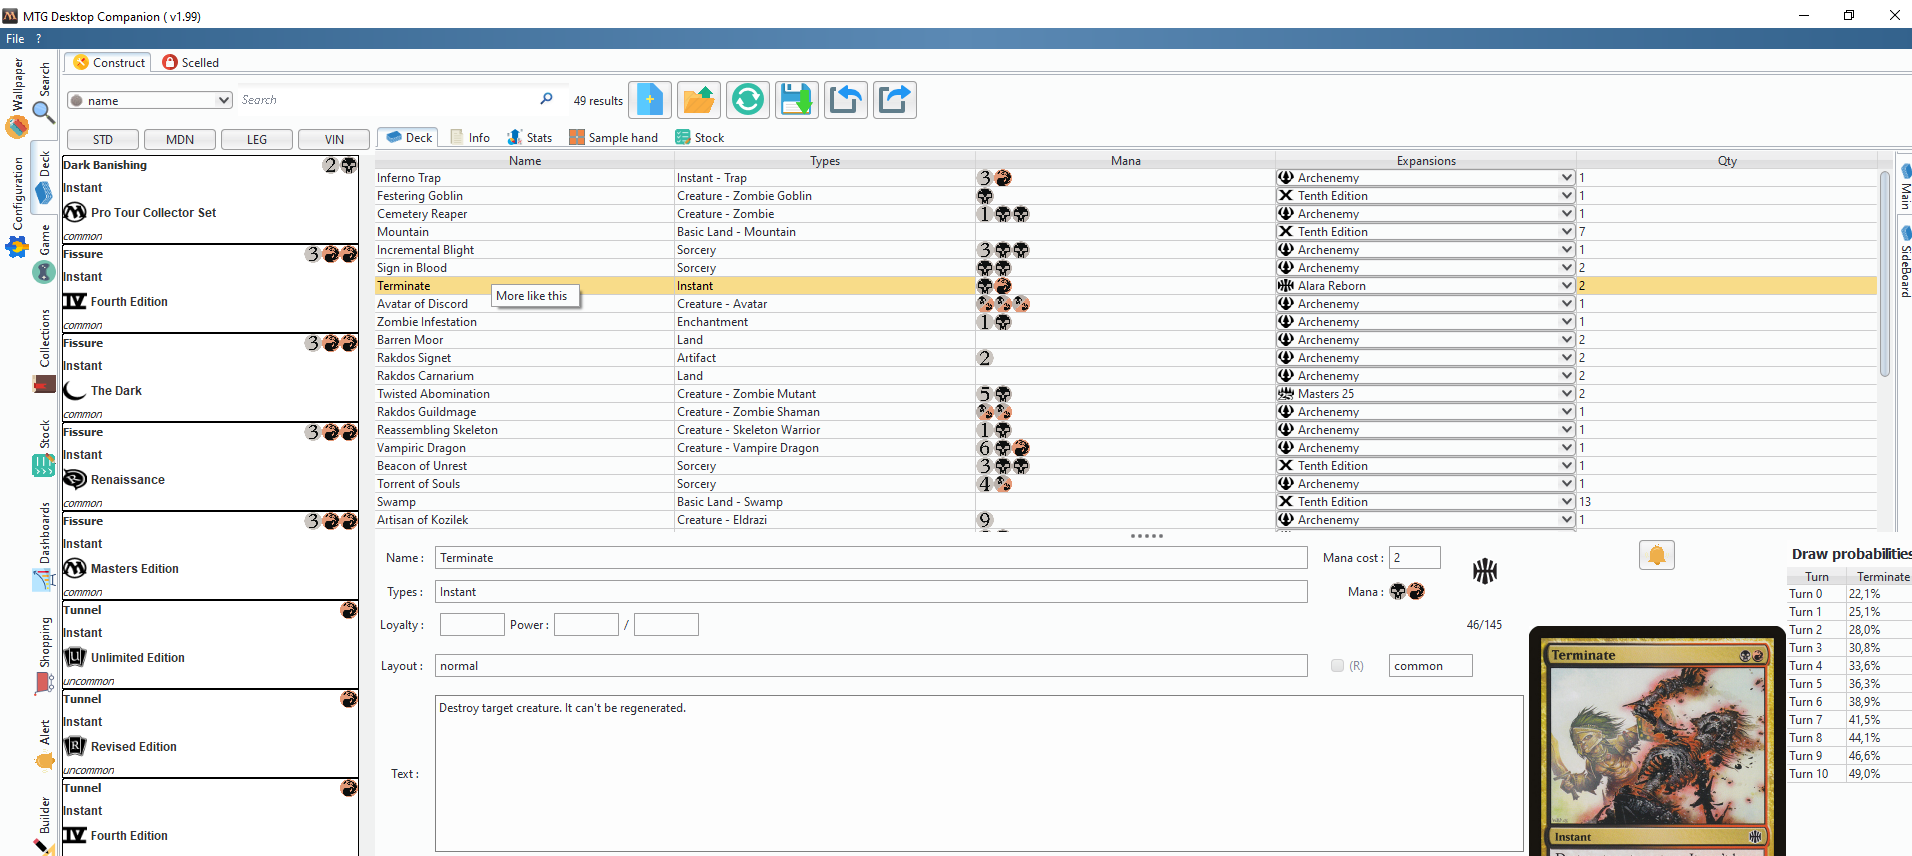 MTG Desktop Companion ( v1.99)
File ?
Wallpaper
Configuration
Search
Deck
Game
Collections
Stock
Dashboards
Shopping
Alert
Builder
Construct Scelled
name Search 49 results
STD MDN LEG VIN
Dark Banishing 2
Instant
Pro Tour Collector Set
common
Fissure 3
Instant
IV Fourth Edition
common
Fissure 3
Instant
The Dark
common
Fissure 3
Instant
Renaissance
common
Fissure 3
Instant
Masters Edition
common
Tunnel
Instant
Unlimited Edition
uncommon
Tunnel
Instant
Revised Edition
uncommon
Tunnel
Instant
IV Fourth Edition
Deck Info Stats Sample hand Stock
Name Types Mana Expansions Qty
Inferno Trap Instant - Trap 3 Archenemy 1
Festering Goblin Creature - Zombie Goblin Tenth Edition 1
Cemetery Reaper Creature - Zombie 1 Archenemy 1
Mountain Basic Land - Mountain Tenth Edition 7
Incremental Blight Sorcery 3 Archenemy 1
Sign in Blood Sorcery Archenemy 2
Terminate Instant Alara Reborn 2
More like this
Avatar of Discord Creature - Avatar Archenemy 1
Zombie Infestation Enchantment 1 Archenemy 1
Barren Moor Land Archenemy 2
Rakdos Signet Artifact 2 Archenemy 2
Rakdos Carnarium Land Archenemy 2
Twisted Abomination Creature - Zombie Mutant 5 Masters 25 2
Rakdos Guildmage Creature - Zombie Shaman Archenemy 1
Reassembling Skeleton Creature - Skeleton Warrior 1 Archenemy 1
Vampiric Dragon Creature - Vampire Dragon 6 Archenemy 1
Beacon of Unrest Sorcery 3 Tenth Edition 1
Torrent of Souls Sorcery 4 Archenemy 1
Swamp Basic Land - Swamp Tenth Edition 13
Artisan of Kozilek Creature - Eldrazi 9 Archenemy 1
Main
SideBoard
Name : Terminate Mana cost : 2
Types : Instant Mana :
Loyalty : Power : / 46/145
Layout : normal (R) common
Text : Destroy target creature. It can't be regenerated.
Terminate
Instant
Draw probabilities
Turn Terminate
Turn 0 22,1%
Turn 1 25,1%
Turn 2 28,0%
Turn 3 30,8%
Turn 4 33,6%
Turn 5 36,3%
Turn 6 38,9%
Turn 7 41,5%
Turn 8 44,1%
Turn 9 46,6%
Turn 10 49,0%